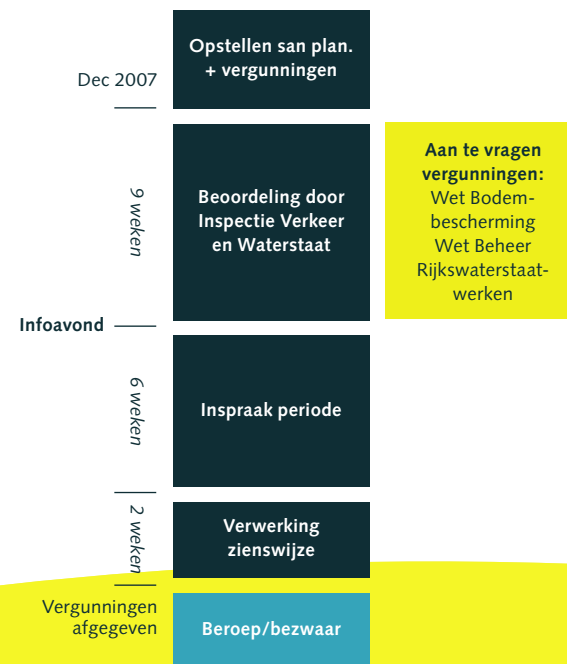 Opstellen san plan.
+ vergunningen
Dec 2007
9 weken
Beoordeling door
Inspectie Verkeer
en Waterstaat
Aan te vragen
vergunningen:
Wet Bodem-
bescherming
Wet Beheer
Rijkswaterstaat-
werken
Infoavond
6 weken
Inspraak periode
2 weken
Verwerking
zienswijze
Vergunningen
afgegeven
Beroep/bezwaar